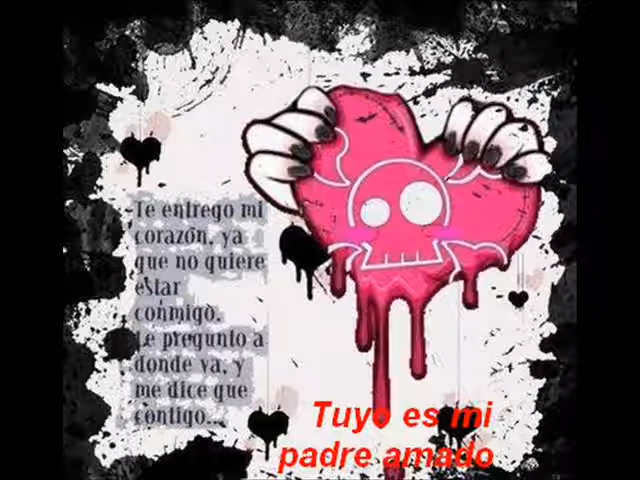 Te entrego mi
corazón, ya
que no quiere
estar
conmigo.
Le pregunto a
donde va, y
me dice que
contigo...
Tuyo es mi
padre amado